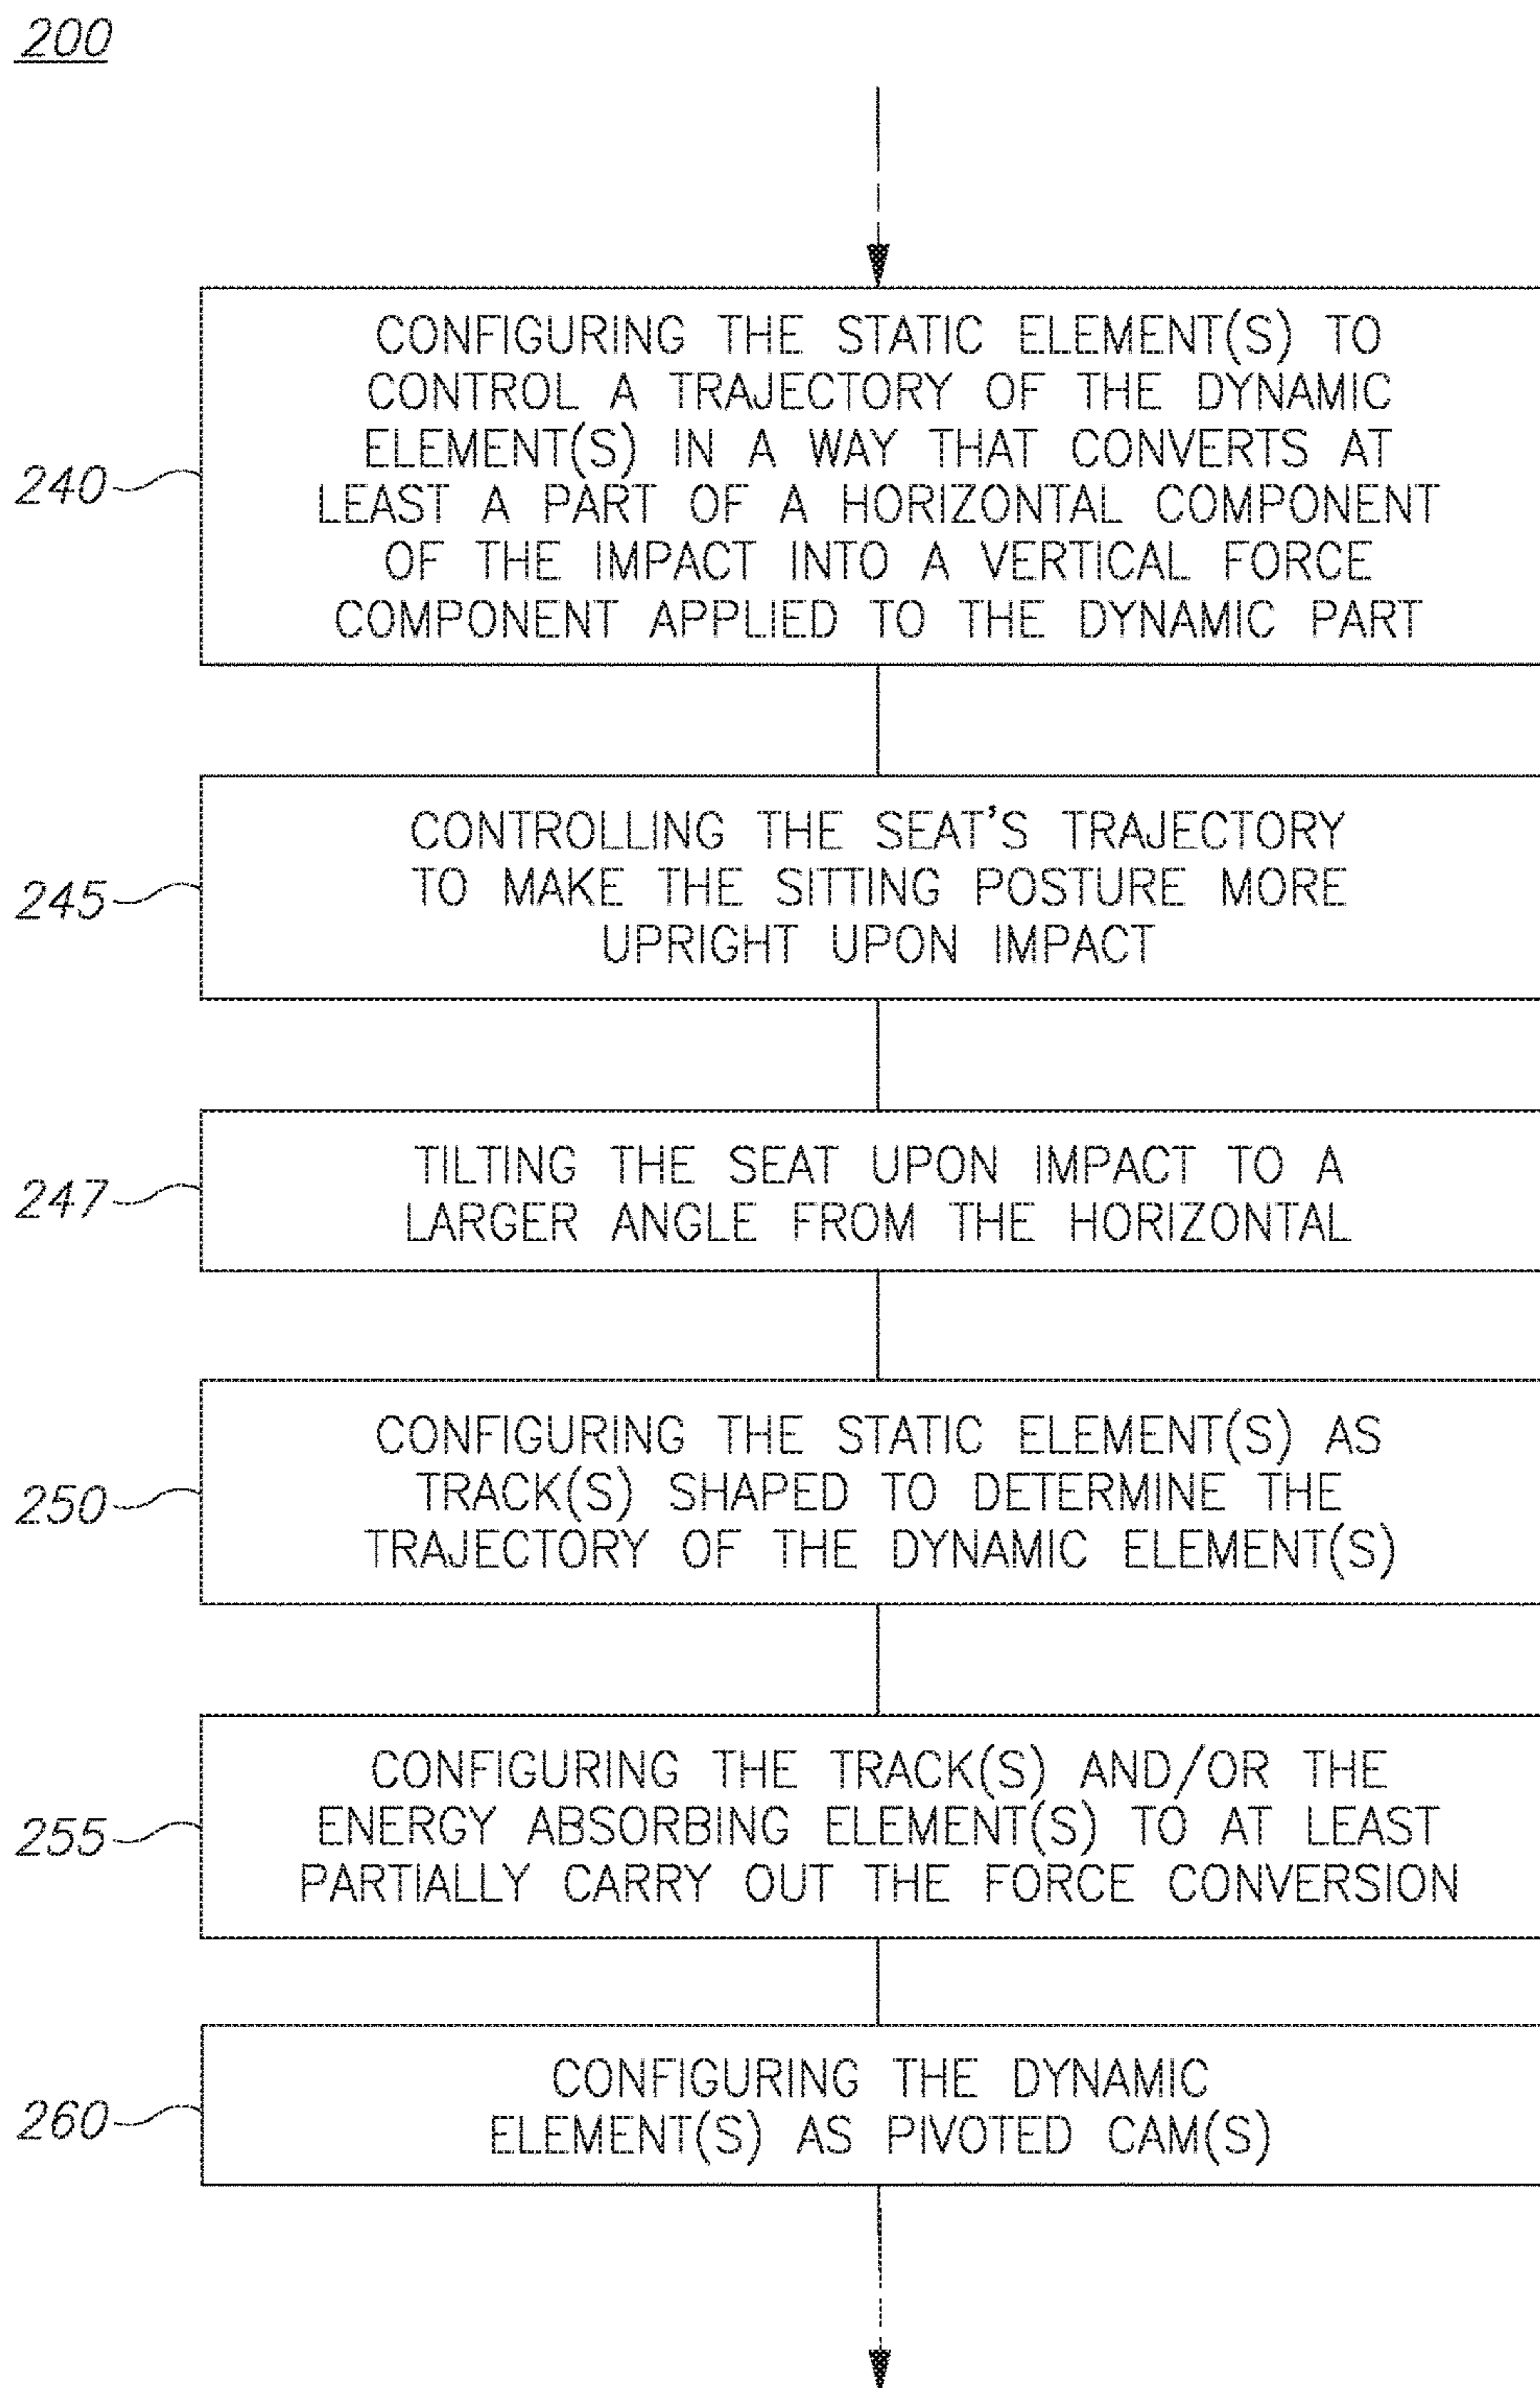 200
240
CONFIGURING THE STATIC ELEMENT(S) TO
CONTROL A TRAJECTORY OF THE DYNAMIC
ELEMENT(S) IN A WAY THAT CONVERTS AT
LEAST A PART OF A HORIZONTAL COMPONENT
OF THE IMPACT INTO A VERTICAL FORCE
COMPONENT APPLIED TO THE DYNAMIC PART
245
CONTROLLING THE SEAT'S TRAJECTORY
TO MAKE THE SITTING POSTURE MORE
UPRIGHT UPON IMPACT
247
TILTING THE SEAT UPON IMPACT TO A
LARGER ANGLE FROM THE HORIZONTAL
250
CONFIGURING THE STATIC ELEMENT(S) AS
TRACK(S) SHAPED TO DETERMINE THE
TRAJECTORY OF THE DYNAMIC ELEMENT(S)
255
CONFIGURING THE TRACK(S) AND/OR THE
ENERGY ABSORBING ELEMENT(S) TO AT LEAST
PARTIALLY CARRY OUT THE FORCE CONVERSION
260
CONFIGURING THE DYNAMIC
ELEMENT(S) AS PIVOTED CAM(S)